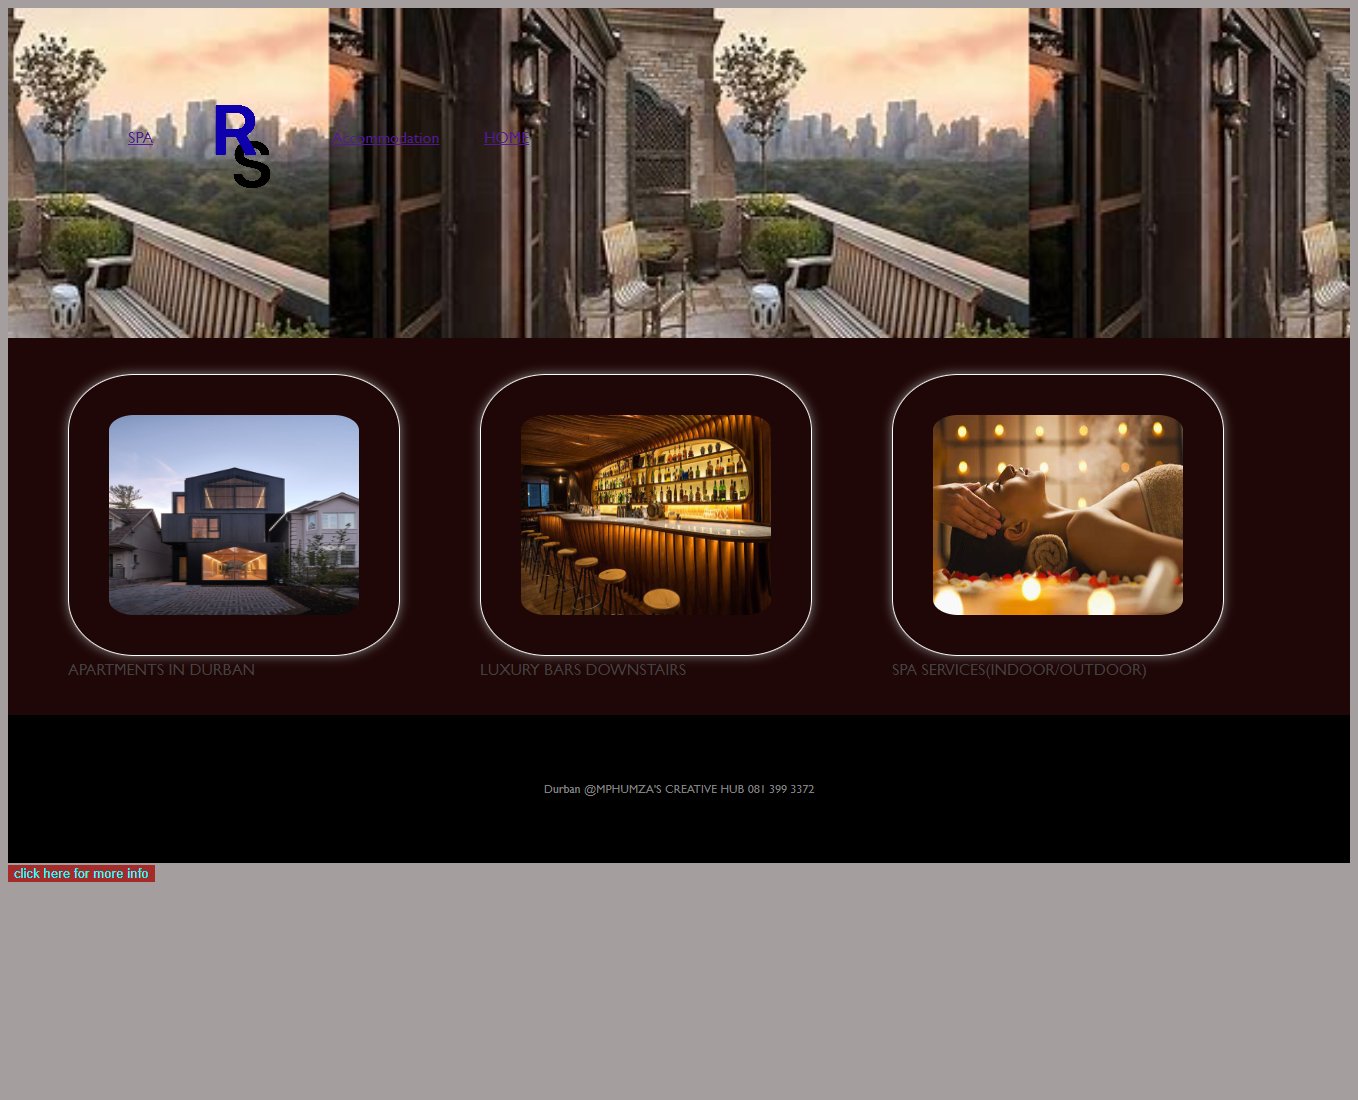 SPA
RS
Accommodation
HOME
APARTMENTS IN DURBAN
LUXURY BARS DOWNSTAIRS
SPA SERVICES(INDOOR/OUTDOOR)
Durban @MPHUMZA'S CREATIVE HUB 081 399 3372
click here for more info